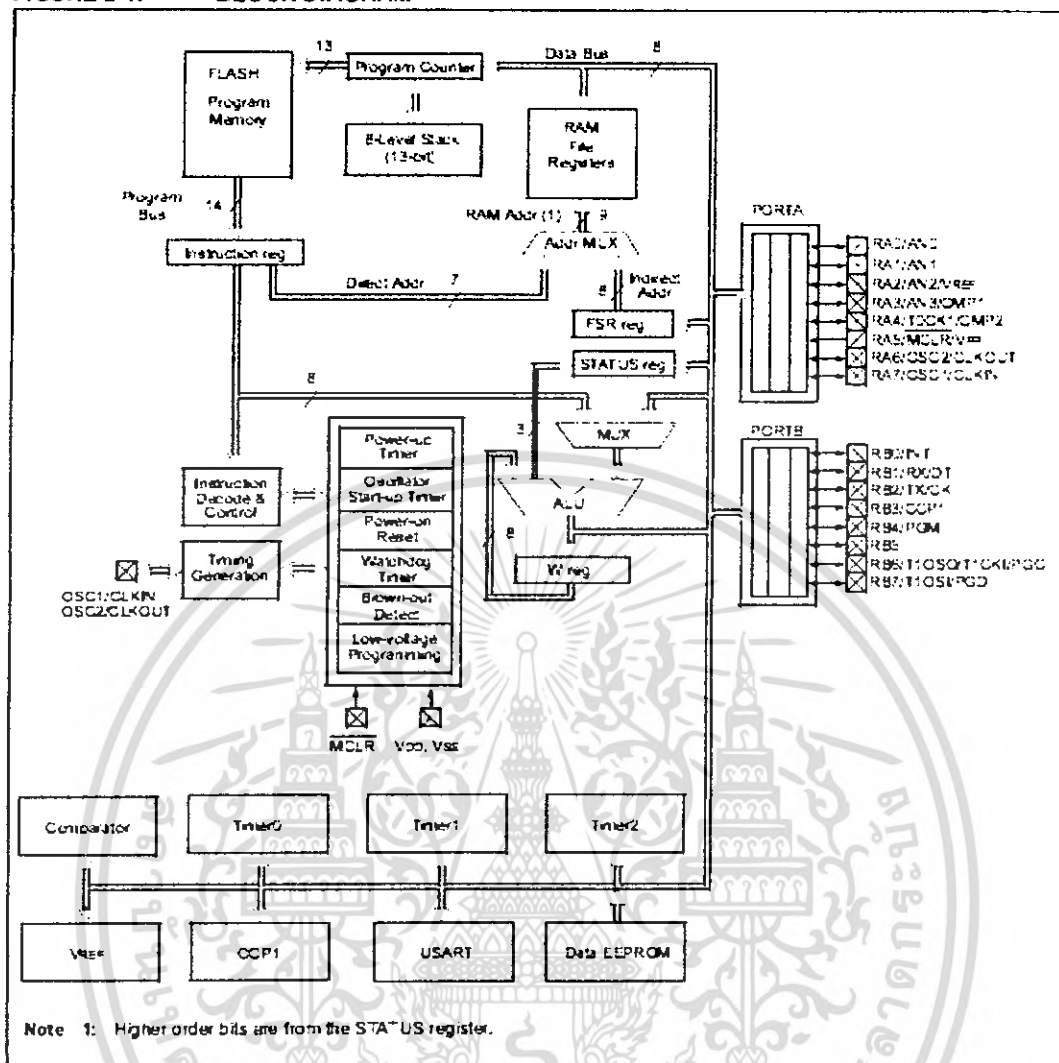 13
Data Bus
8
FLASH
Program
Memory
Program Counter
8-Level Stack
(13-bit)
RAM
File
Registers
Program
Bus
14
RAM Addr (1)
9
PORTA
Addr MUX
Instruction reg
Direct Addr
7
Indirect
Addr
8
FSR reg
STATUS reg
RA0/AN0
RA1/AN1
RA2/AN2/VREF
RA3/AN3/CMP1
RA4/T0CK1/CMP2
RA5/MCLR/VPP
RA6/OSC2/CLKOUT
RA7/OSC1/CLKIN
8
3
MUX
Power-up
Timer
Oscillator
Start-up Timer
Power-on
Reset
Watchdog
Timer
Brown-out
Detect
Low-voltage
Programming
Instruction
Decode &
Control
Timing
Generation
OSC1/CLKIN
OSC2/CLKOUT
ALU
8
W reg
PORTB
RB0/INT
RB1/RX/DT
RB2/TX/CK
RB3/CCP1
RB4/PGM
RB5
RB6/T1OSO/T1CKI/PGC
RB7/T1OSI/PGD
MCLR
VDD, VSS
Comparator
Timer0
Timer1
Timer2
VREF
CCP1
USART
Data EEPROM
Note 1: Higher order bits are from the STATUS register.